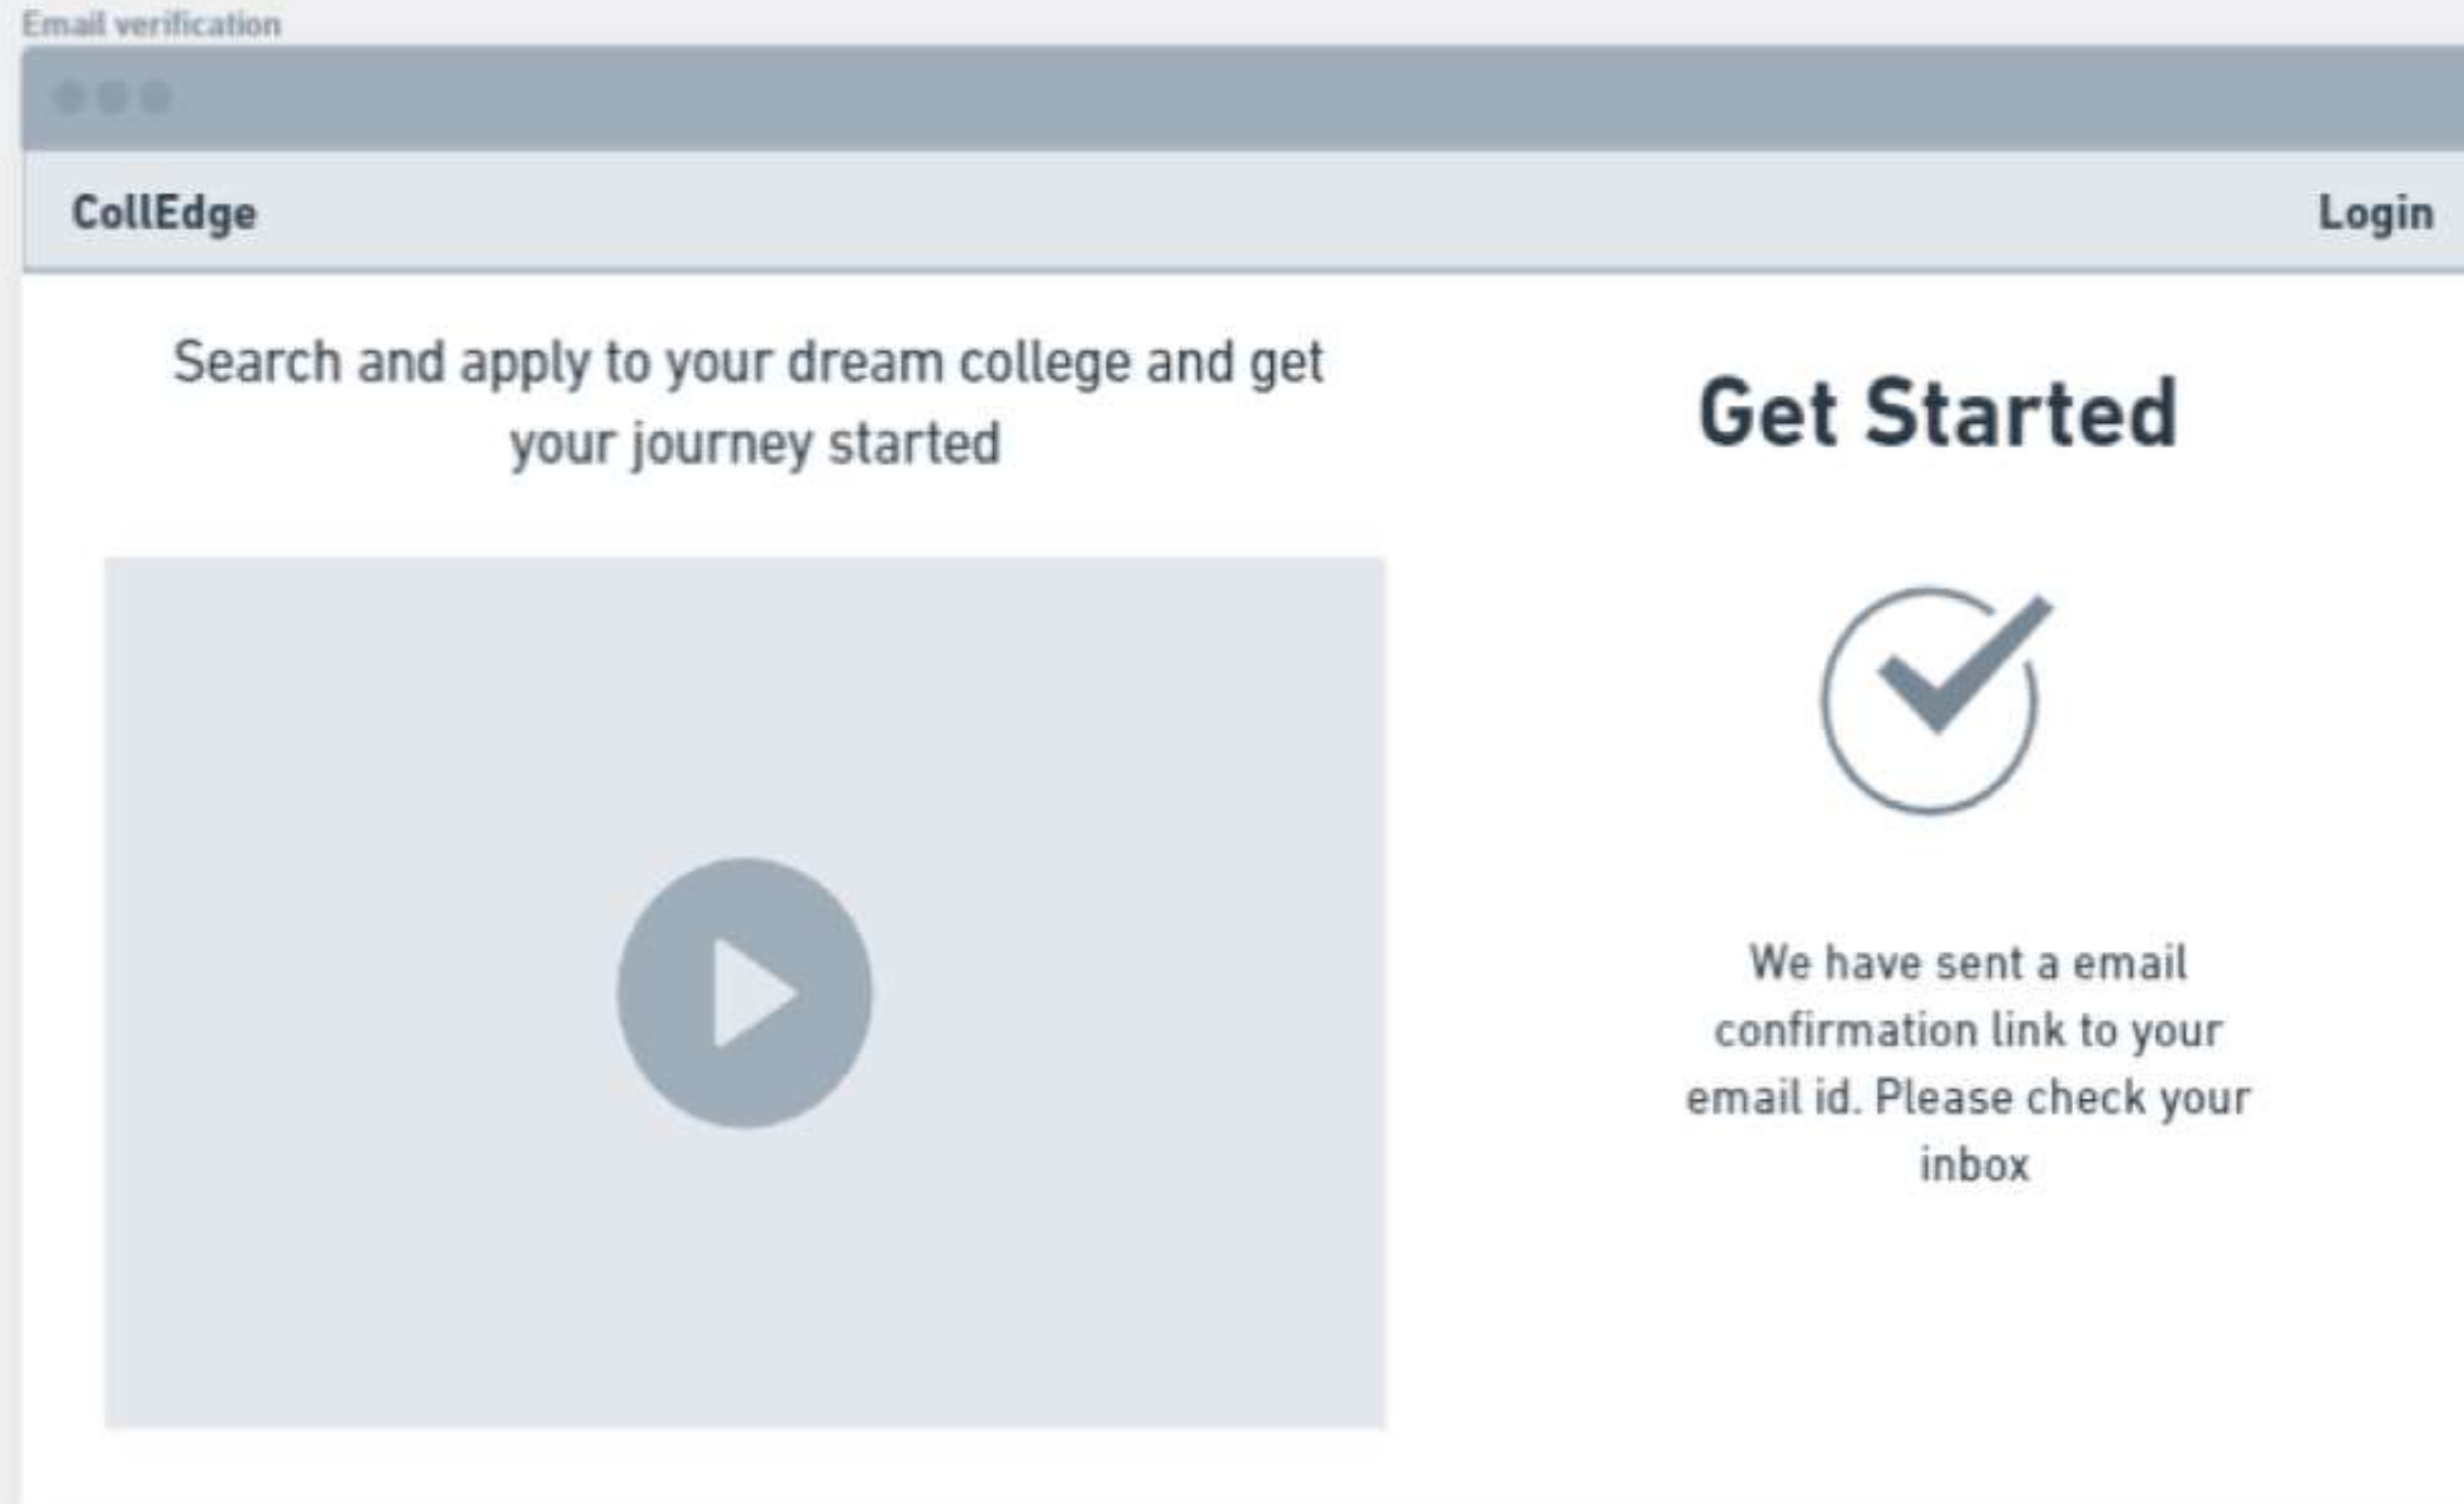 Email verification
CollEdge
Login
Search and apply to your dream college and get
your journey started
Get Started
We have sent a email
confirmation link to your
email id. Please check your
inbox